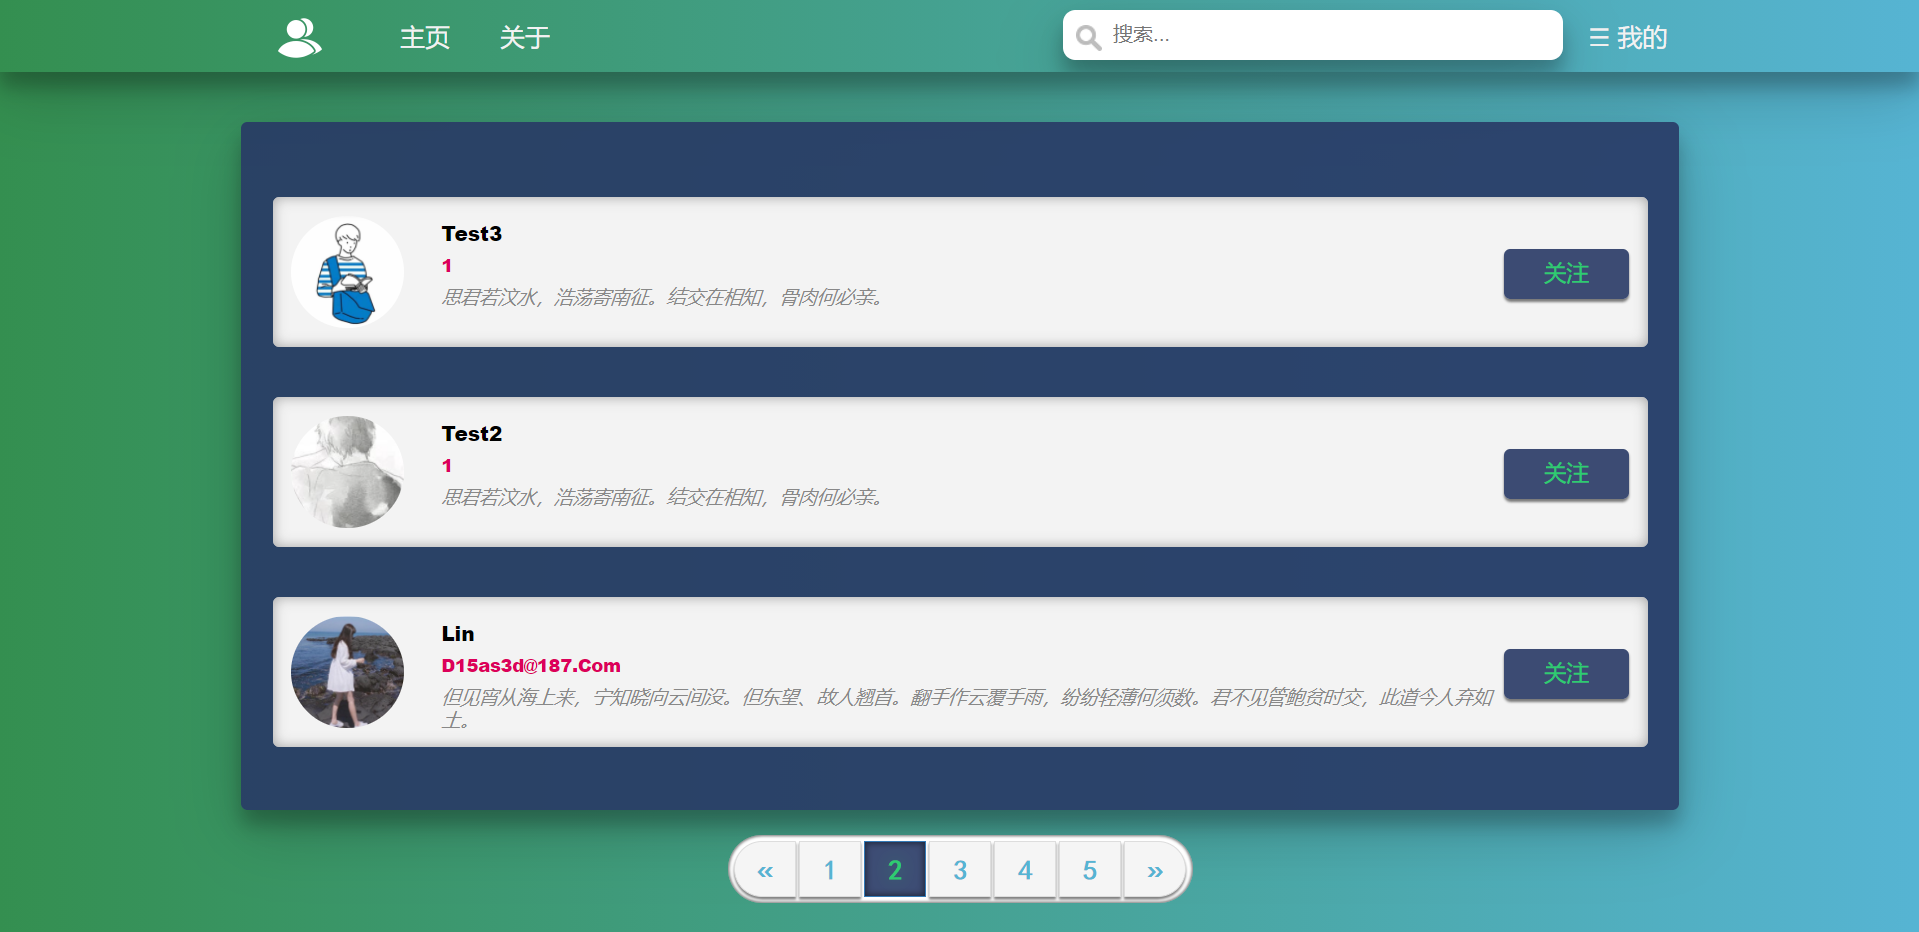 主页 关于 搜索... ☰ 我的
Test3
1
思君若汶水，浩荡寄南征。结交在相知，骨肉何必亲。
关注
Test2
1
思君若汶水，浩荡寄南征。结交在相知，骨肉何必亲。
关注
Lin
D15as3d@187.Com
但见宵从海上来，宁知晓向云间没。但东望、故人翘首。翻手作云覆手雨，纷纷轻薄何须数。君不见管鲍贫时交，此道今人弃如
土。
关注
« 1 2 3 4 5 »